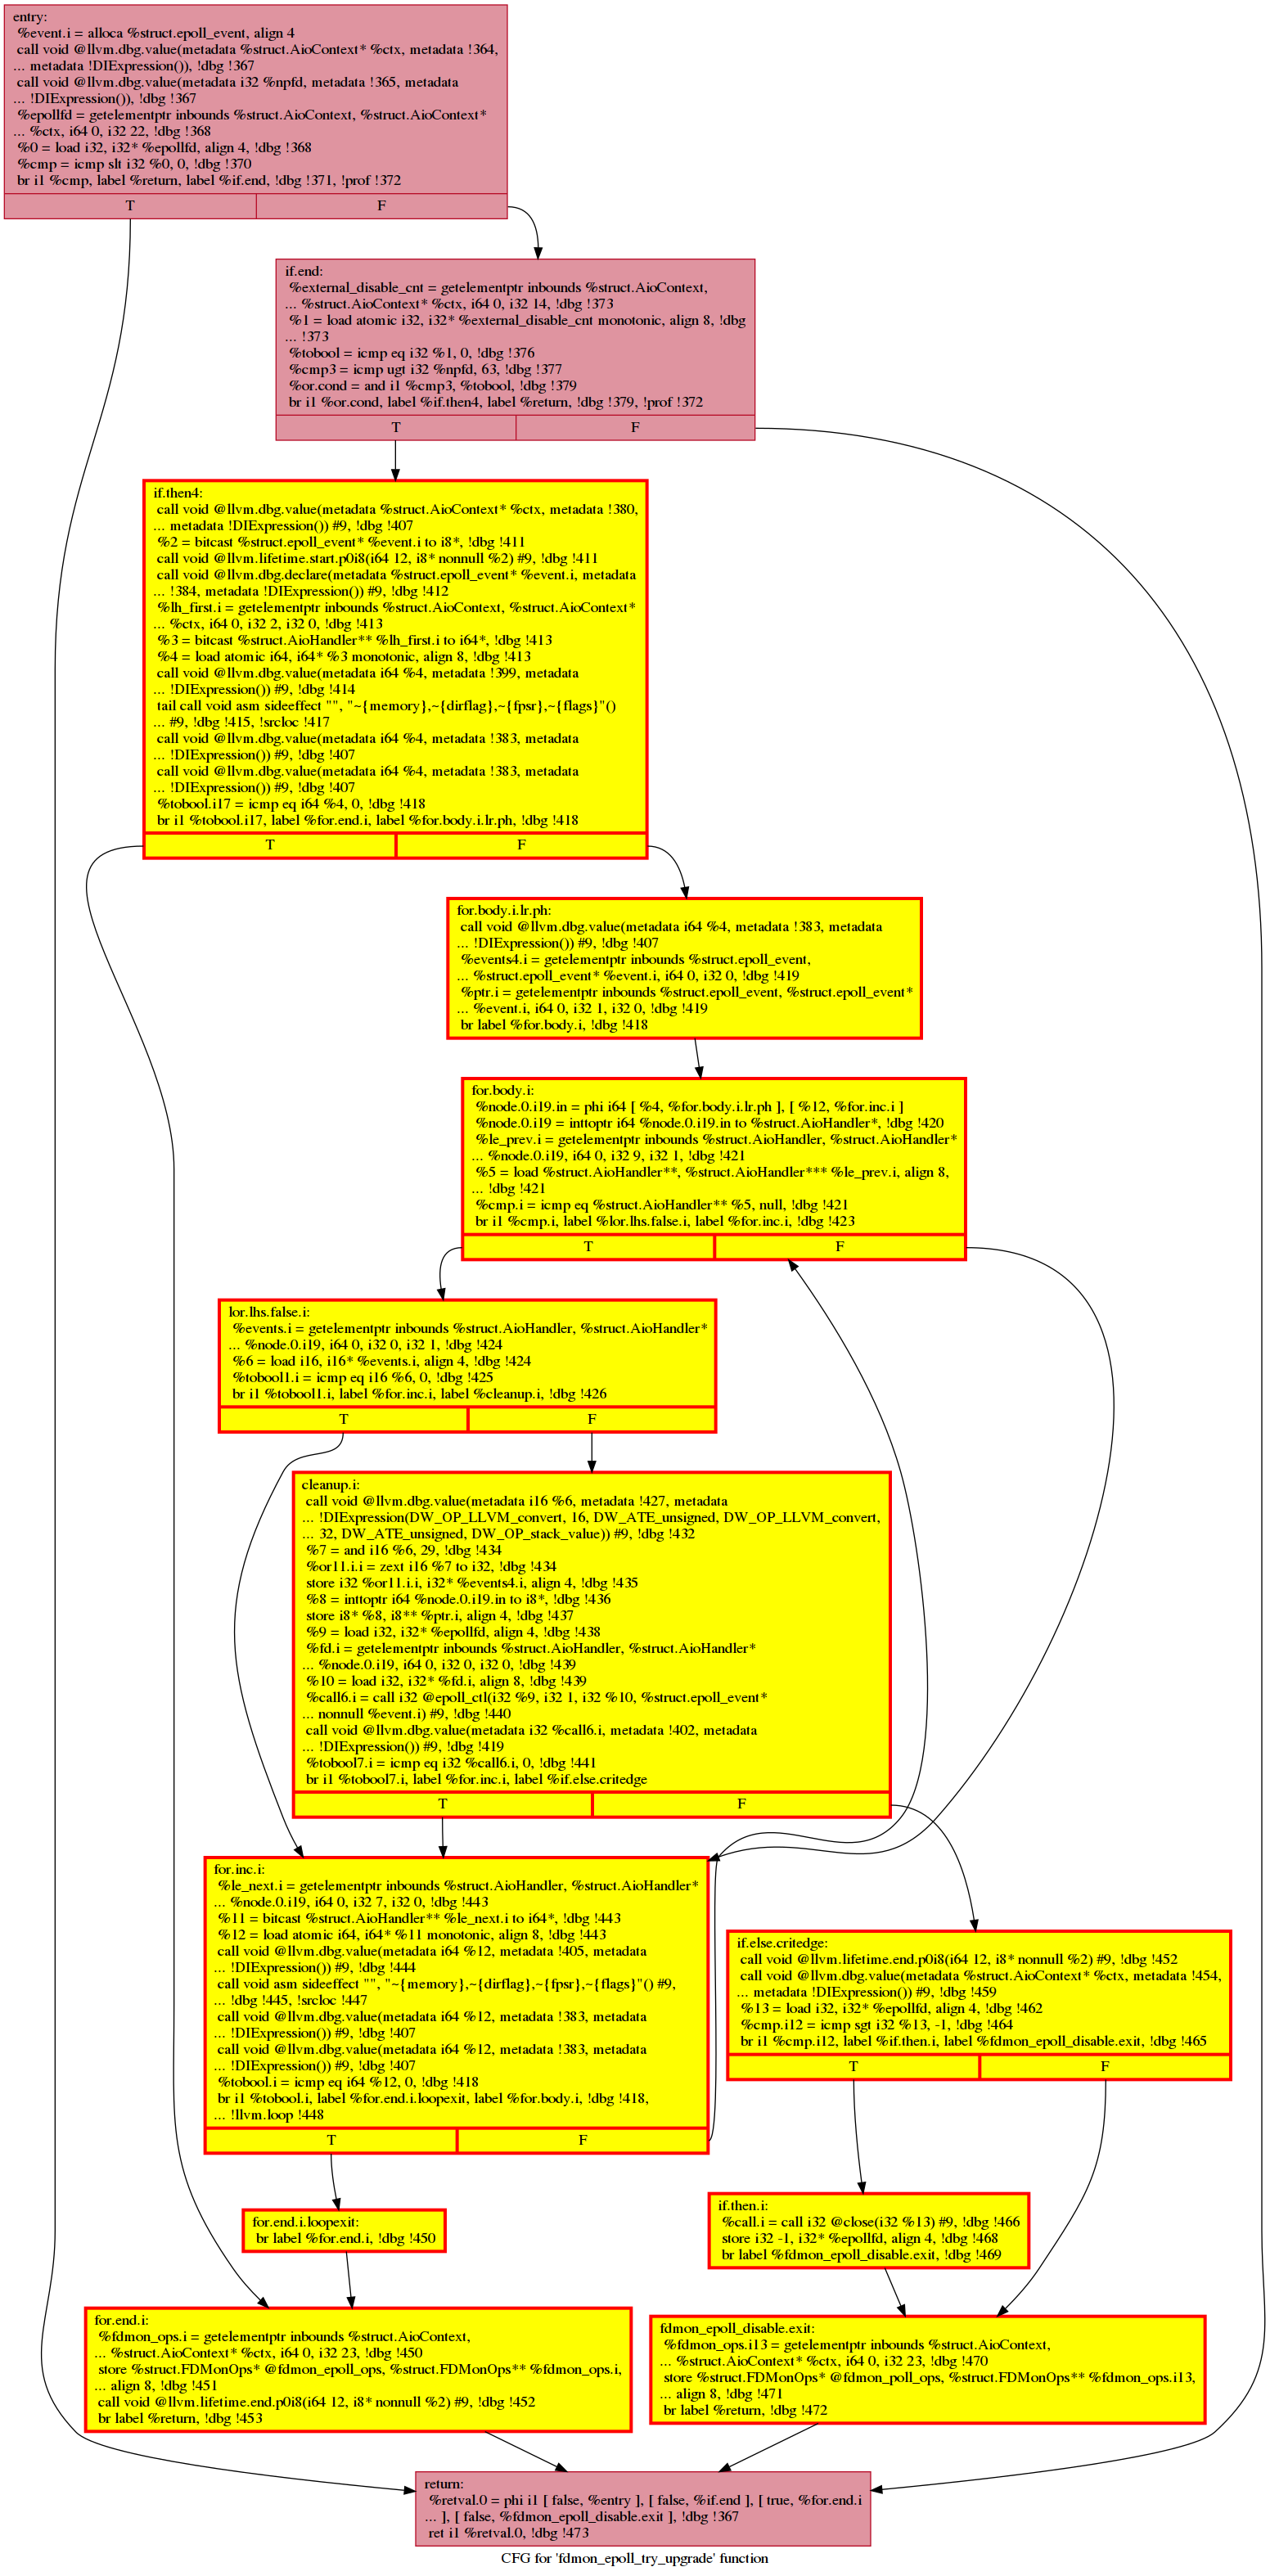 entry:
%event.i = alloca %struct.epoll_event, align 4
call void @llvm.dbg.value(metadata %struct.AioContext* %ctx, metadata !364,
... metadata !DIExpression()), !dbg !367
call void @llvm.dbg.value(metadata i32 %npfd, metadata !365, metadata
... !DIExpression()), !dbg !367
%epollfd = getelementptr inbounds %struct.AioContext, %struct.AioContext*
... %ctx, i64 0, i32 22, !dbg !368
%0 = load i32, i32* %epollfd, align 4, !dbg !368
%cmp = icmp slt i32 %0, 0, !dbg !370
br i1 %cmp, label %return, label %if.end, !dbg !371, !prof !372
T F
if.end:
%external_disable_cnt = getelementptr inbounds %struct.AioContext,
... %struct.AioContext* %ctx, i64 0, i32 14, !dbg !373
%1 = load atomic i32, i32* %external_disable_cnt monotonic, align 8, !dbg
... !373
%tobool = icmp eq i32 %1, 0, !dbg !376
%cmp3 = icmp ugt i32 %npfd, 63, !dbg !377
%or.cond = and i1 %cmp3, %tobool, !dbg !379
br i1 %or.cond, label %if.then4, label %return, !dbg !379, !prof !372
T F
if.then4:
call void @llvm.dbg.value(metadata %struct.AioContext* %ctx, metadata !380,
... metadata !DIExpression()) #9, !dbg !407
%2 = bitcast %struct.epoll_event* %event.i to i8*, !dbg !411
call void @llvm.lifetime.start.p0i8(i64 12, i8* nonnull %2) #9, !dbg !411
call void @llvm.dbg.declare(metadata %struct.epoll_event* %event.i, metadata
... !384, metadata !DIExpression()) #9, !dbg !412
%lh_first.i = getelementptr inbounds %struct.AioContext, %struct.AioContext*
... %ctx, i64 0, i32 2, i32 0, !dbg !413
%3 = bitcast %struct.AioHandler** %lh_first.i to i64*, !dbg !413
%4 = load atomic i64, i64* %3 monotonic, align 8, !dbg !413
call void @llvm.dbg.value(metadata i64 %4, metadata !399, metadata
... !DIExpression()) #9, !dbg !414
tail call void asm sideeffect "", "~{memory},~{dirflag},~{fpsr},~{flags}"()
... #9, !dbg !415, !srcloc !417
call void @llvm.dbg.value(metadata i64 %4, metadata !383, metadata
... !DIExpression()) #9, !dbg !407
call void @llvm.dbg.value(metadata i64 %4, metadata !383, metadata
... !DIExpression()) #9, !dbg !407
%tobool.i17 = icmp eq i64 %4, 0, !dbg !418
br i1 %tobool.i17, label %for.end.i, label %for.body.i.lr.ph, !dbg !418
T F
for.body.i.lr.ph:
call void @llvm.dbg.value(metadata i64 %4, metadata !383, metadata
... !DIExpression()) #9, !dbg !407
%events4.i = getelementptr inbounds %struct.epoll_event,
... %struct.epoll_event* %event.i, i64 0, i32 0, !dbg !419
%ptr.i = getelementptr inbounds %struct.epoll_event, %struct.epoll_event*
... %event.i, i64 0, i32 1, i32 0, !dbg !419
br label %for.body.i, !dbg !418
for.body.i:
%node.0.i19.in = phi i64 [ %4, %for.body.i.lr.ph ], [ %12, %for.inc.i ]
%node.0.i19 = inttoptr i64 %node.0.i19.in to %struct.AioHandler*, !dbg !420
%le_prev.i = getelementptr inbounds %struct.AioHandler, %struct.AioHandler*
... %node.0.i19, i64 0, i32 9, i32 1, !dbg !421
%5 = load %struct.AioHandler**, %struct.AioHandler*** %le_prev.i, align 8,
... !dbg !421
%cmp.i = icmp eq %struct.AioHandler** %5, null, !dbg !421
br i1 %cmp.i, label %lor.lhs.false.i, label %for.inc.i, !dbg !423
T F
lor.lhs.false.i:
%events.i = getelementptr inbounds %struct.AioHandler, %struct.AioHandler*
... %node.0.i19, i64 0, i32 0, i32 1, !dbg !424
%6 = load i16, i16* %events.i, align 4, !dbg !424
%tobool1.i = icmp eq i16 %6, 0, !dbg !425
br i1 %tobool1.i, label %for.inc.i, label %cleanup.i, !dbg !426
T F
cleanup.i:
call void @llvm.dbg.value(metadata i16 %6, metadata !427, metadata
... !DIExpression(DW_OP_LLVM_convert, 16, DW_ATE_unsigned, DW_OP_LLVM_convert,
... 32, DW_ATE_unsigned, DW_OP_stack_value)) #9, !dbg !432
%7 = and i16 %6, 29, !dbg !434
%or11.i.i = zext i16 %7 to i32, !dbg !434
store i32 %or11.i.i, i32* %events4.i, align 4, !dbg !435
%8 = inttoptr i64 %node.0.i19.in to i8*, !dbg !436
store i8* %8, i8** %ptr.i, align 4, !dbg !437
%9 = load i32, i32* %epollfd, align 4, !dbg !438
%fd.i = getelementptr inbounds %struct.AioHandler, %struct.AioHandler*
... %node.0.i19, i64 0, i32 0, i32 0, !dbg !439
%10 = load i32, i32* %fd.i, align 8, !dbg !439
%call6.i = call i32 @epoll_ctl(i32 %9, i32 1, i32 %10, %struct.epoll_event*
... nonnull %event.i) #9, !dbg !440
call void @llvm.dbg.value(metadata i32 %call6.i, metadata !402, metadata
... !DIExpression()) #9, !dbg !419
%tobool7.i = icmp eq i32 %call6.i, 0, !dbg !441
br i1 %tobool7.i, label %for.inc.i, label %if.else.critedge
T F
for.inc.i:
%le_next.i = getelementptr inbounds %struct.AioHandler, %struct.AioHandler*
... %node.0.i19, i64 0, i32 7, i32 0, !dbg !443
%11 = bitcast %struct.AioHandler** %le_next.i to i64*, !dbg !443
%12 = load atomic i64, i64* %11 monotonic, align 8, !dbg !443
call void @llvm.dbg.value(metadata i64 %12, metadata !405, metadata
... !DIExpression()) #9, !dbg !444
call void asm sideeffect "", "~{memory},~{dirflag},~{fpsr},~{flags}"() #9,
... !dbg !445, !srcloc !447
call void @llvm.dbg.value(metadata i64 %12, metadata !383, metadata
... !DIExpression()) #9, !dbg !407
call void @llvm.dbg.value(metadata i64 %12, metadata !383, metadata
... !DIExpression()) #9, !dbg !407
%tobool.i = icmp eq i64 %12, 0, !dbg !418
br i1 %tobool.i, label %for.end.i.loopexit, label %for.body.i, !dbg !418,
... !llvm.loop !448
T F
if.else.critedge:
call void @llvm.lifetime.end.p0i8(i64 12, i8* nonnull %2) #9, !dbg !452
call void @llvm.dbg.value(metadata %struct.AioContext* %ctx, metadata !454,
... metadata !DIExpression()) #9, !dbg !459
%13 = load i32, i32* %epollfd, align 4, !dbg !462
%cmp.i12 = icmp sgt i32 %13, -1, !dbg !464
br i1 %cmp.i12, label %if.then.i, label %fdmon_epoll_disable.exit, !dbg !465
T F
if.then.i:
%call.i = call i32 @close(i32 %13) #9, !dbg !466
store i32 -1, i32* %epollfd, align 4, !dbg !468
br label %fdmon_epoll_disable.exit, !dbg !469
for.end.i.loopexit:
br label %for.end.i, !dbg !450
for.end.i:
%fdmon_ops.i = getelementptr inbounds %struct.AioContext,
... %struct.AioContext* %ctx, i64 0, i32 23, !dbg !450
store %struct.FDMonOps* @fdmon_epoll_ops, %struct.FDMonOps** %fdmon_ops.i,
... align 8, !dbg !451
call void @llvm.lifetime.end.p0i8(i64 12, i8* nonnull %2) #9, !dbg !452
br label %return, !dbg !453
fdmon_epoll_disable.exit:
%fdmon_ops.i13 = getelementptr inbounds %struct.AioContext,
... %struct.AioContext* %ctx, i64 0, i32 23, !dbg !470
store %struct.FDMonOps* @fdmon_poll_ops, %struct.FDMonOps** %fdmon_ops.i13,
... align 8, !dbg !471
br label %return, !dbg !472
return:
%retval.0 = phi i1 [ false, %entry ], [ false, %if.end ], [ true, %for.end.i
... ], [ false, %fdmon_epoll_disable.exit ], !dbg !367
ret i1 %retval.0, !dbg !473
CFG for 'fdmon_epoll_try_upgrade' function